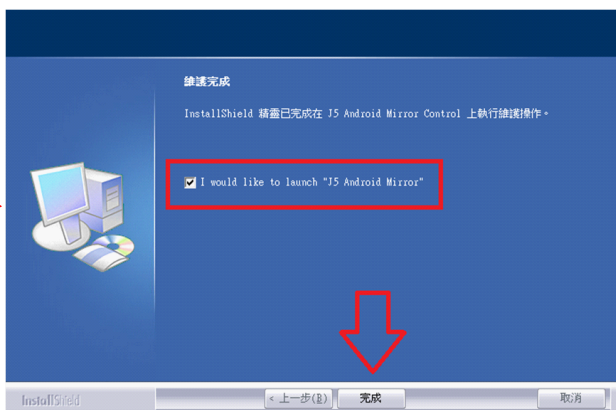 維護完成
InstallShield 精靈已完成在 J5 Android Mirror Control 上執行維護操作。
I would like to launch "J5 Android Mirror"
InstallShield
< 上一步(B)
完成
取消